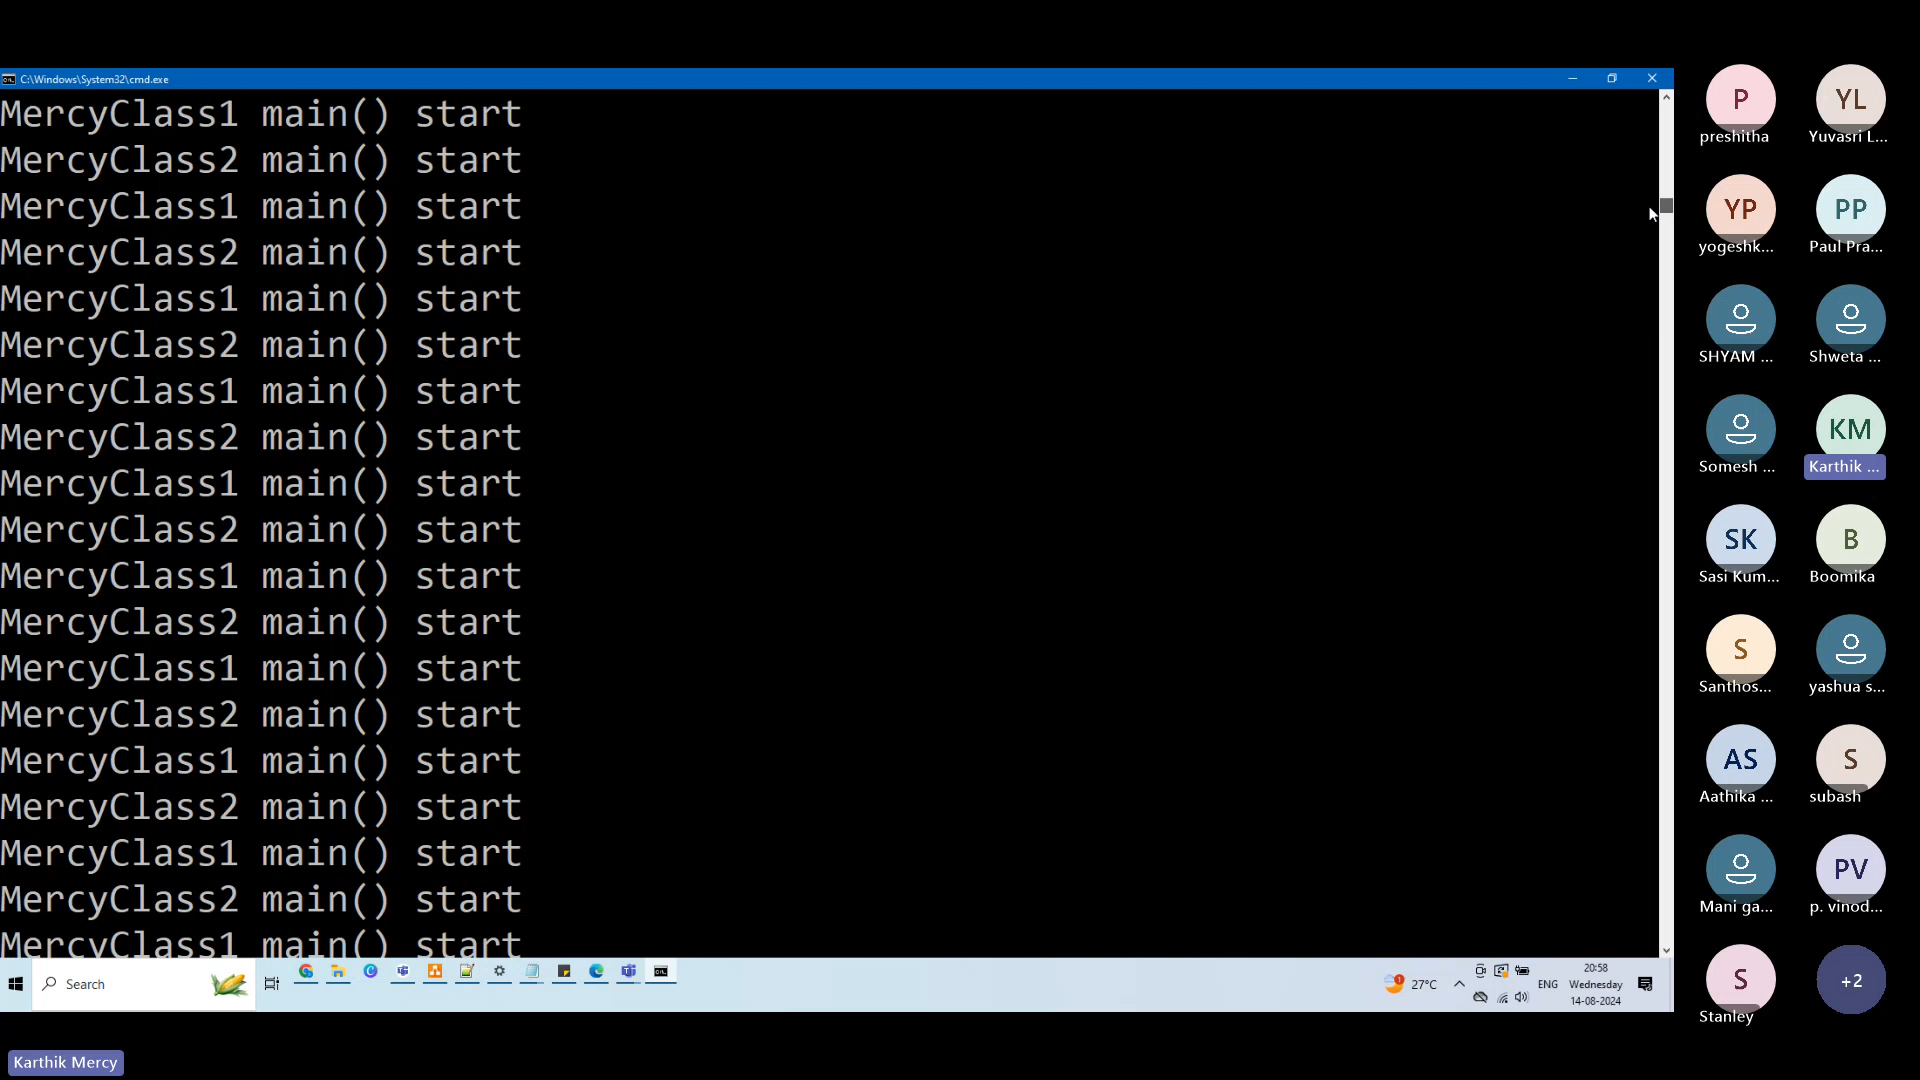 C:\Windows\System32\cmd.exe
MercyClass1 main() start
MercyClass2 main() start
MercyClass1 main() start
MercyClass2 main() start
MercyClass1 main() start
MercyClass2 main() start
MercyClass1 main() start
MercyClass2 main() start
MercyClass1 main() start
MercyClass2 main() start
MercyClass1 main() start
MercyClass2 main() start
MercyClass1 main() start
MercyClass2 main() start
MercyClass1 main() start
MercyClass2 main() start
MercyClass1 main() start
MercyClass2 main() start
MercyClass1 main() start
P YL
preshitha Yuvasri L...
YP PP
yogeshk... Paul Pra...
SHYAM ... Shweta ...
KM
Somesh ... Karthik ...
SK B
Sasi Kum... Boomika
S
Santhos... yashua s...
AS S
Aathika ... subash
PV
Mani ga... p. vinod...
S +2
Stanley
Search
1 27°C
ENG
20:58
Wednesday
14-08-2024
Karthik Mercy